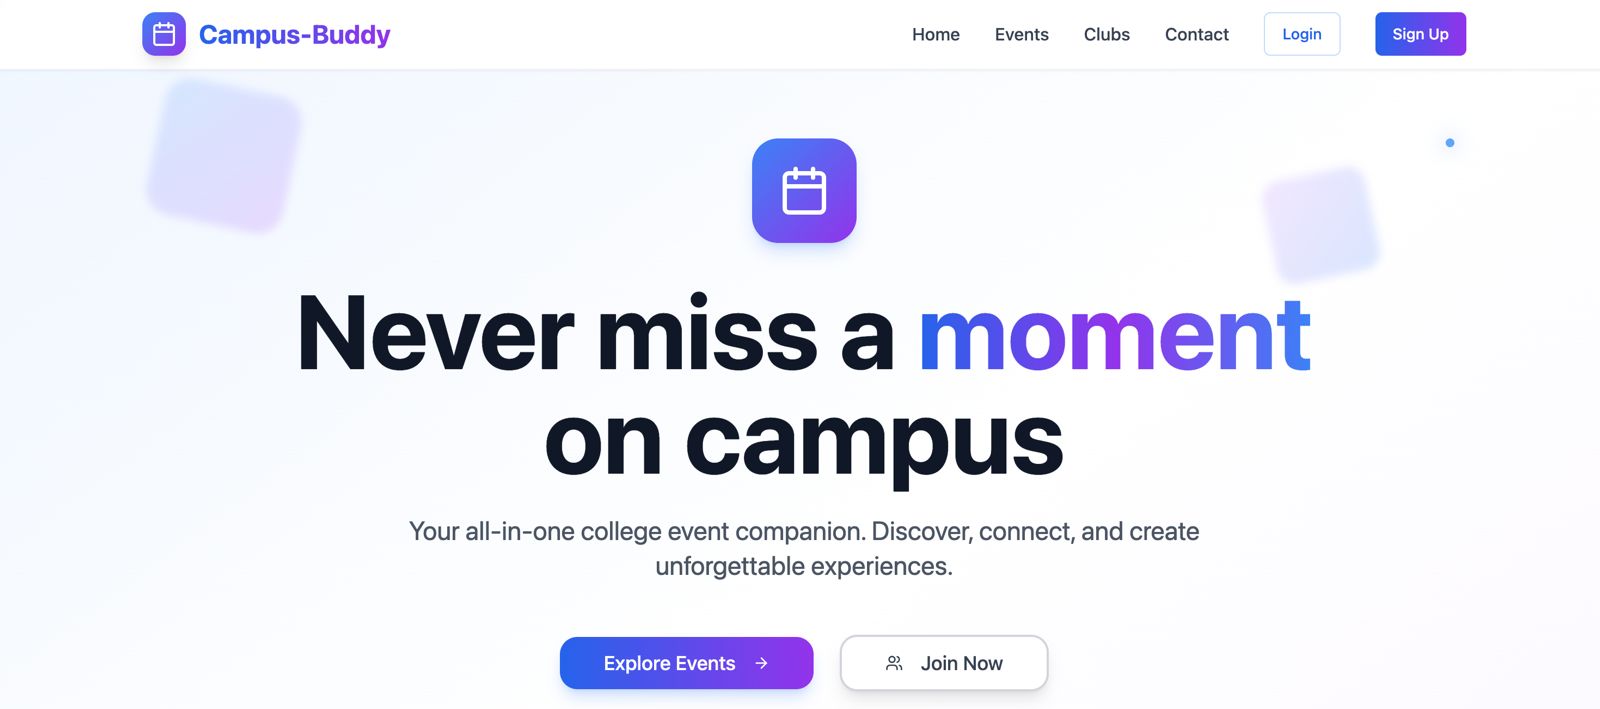 Campus-Buddy
Home
Events
Clubs
Contact
Login
Sign Up
Never miss a moment
on campus
Your all-in-one college event companion. Discover, connect, and create
unforgettable experiences.
Explore Events
Join Now